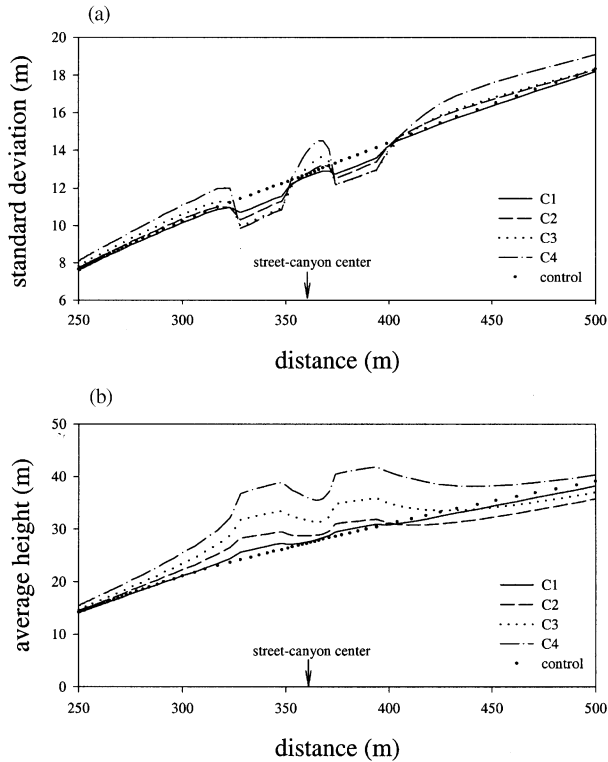 (a)
standard deviation (m)
20
18
16
14
12
10
8
6
street-canyon center
C1
C2
C3
C4
control
250 300 350 400 450 500
distance (m)
(b)
average height (m)
50
40
30
20
10
0
street-canyon center
C1
C2
C3
C4
control
250 300 350 400 450 500
distance (m)